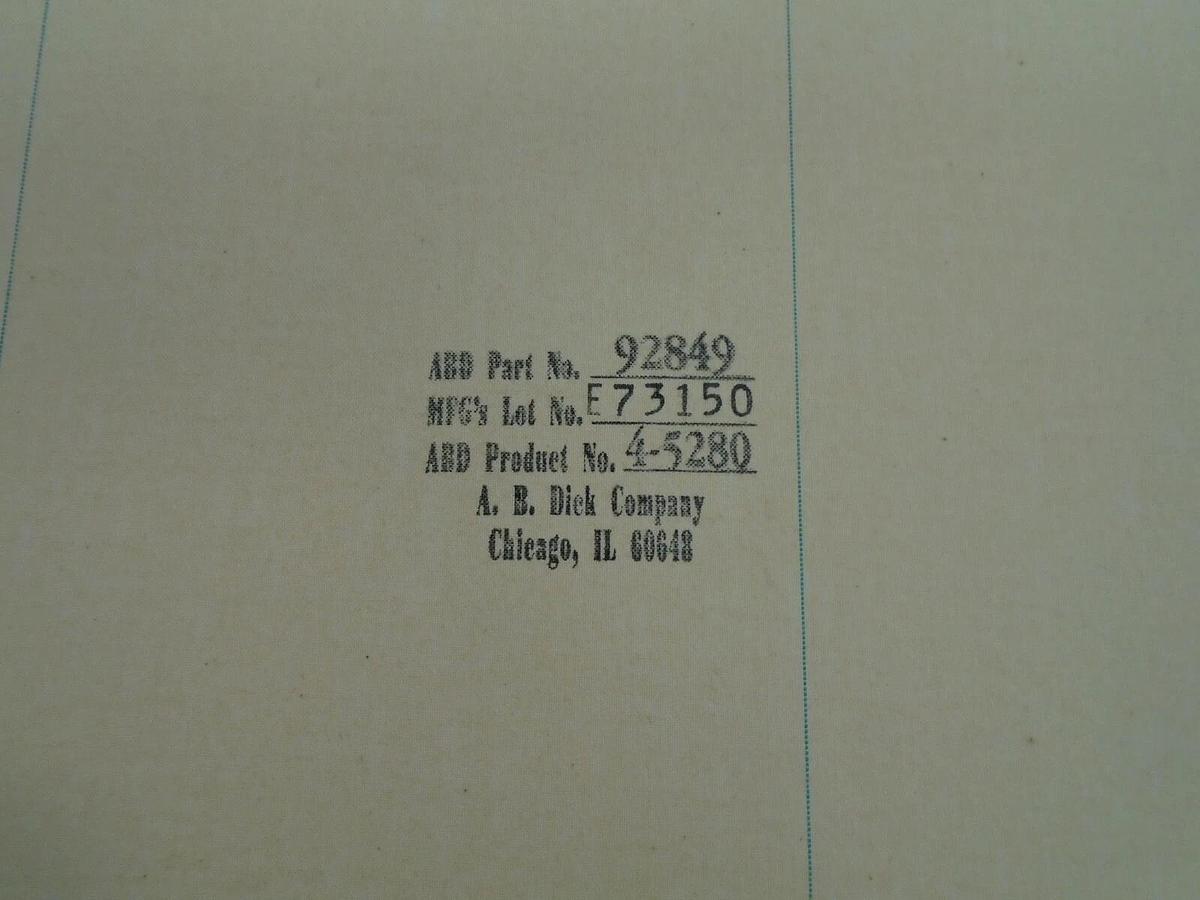 ABD Part No. 92849
MFG's Lot No. E73150
ABD Product No. 4-5280
A. B. Dick Company
Chicago, IL 60648